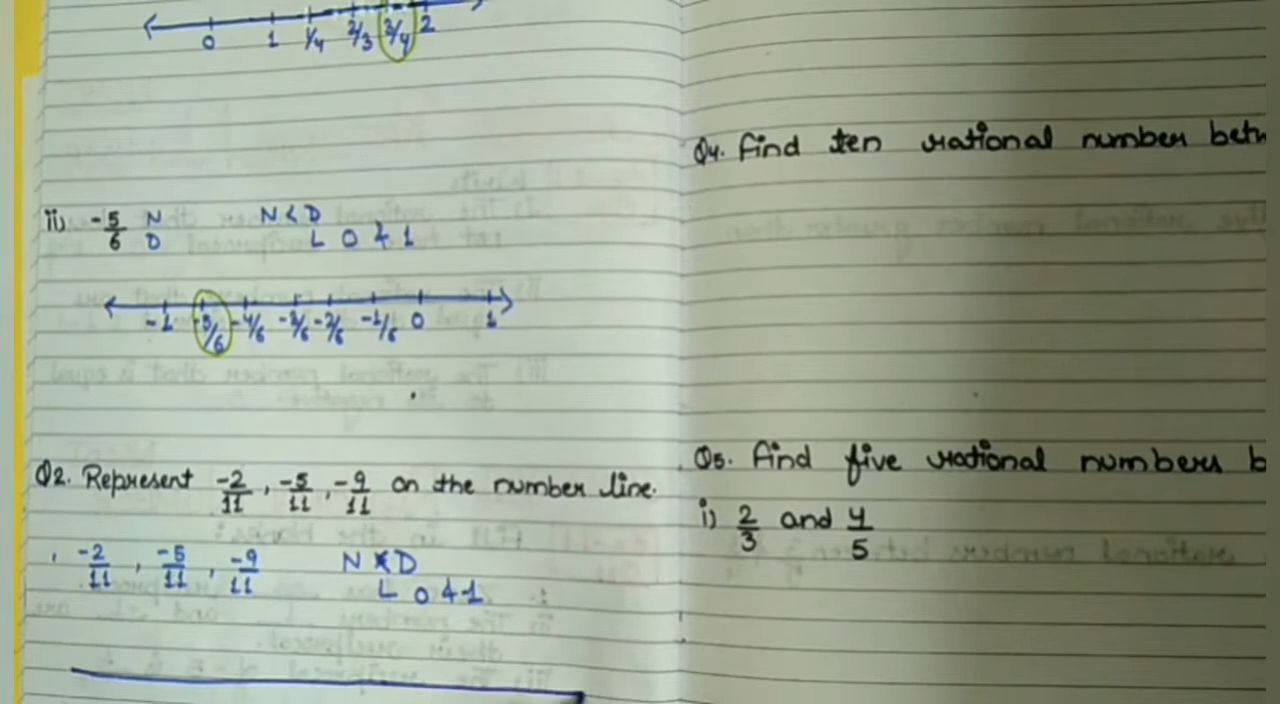 0 1 1/4 2/3 3/4 2
ii) -5/6 N/D N<D
L 0 & 1
-1 -5/6 -4/6 -3/6 -2/6 -1/6 0 1
Q2. Represent -2/11, -5/11, -9/11 on the number line.
-2/11, -5/11, -9/11 N<D
L 0 & 1
Q4. Find ten rational number betw
Q5. Find five rational numbers b
i) 2/3 and 4/5